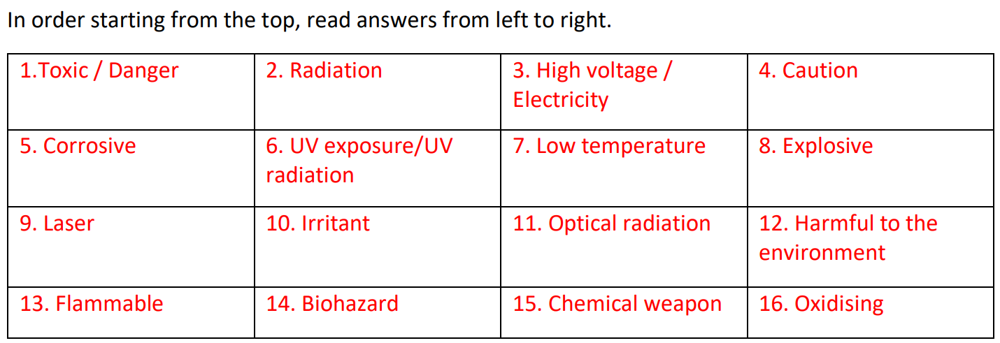 In order starting from the top, read answers from left to right.
1.Toxic / Danger
2. Radiation
3. High voltage /
Electricity
4. Caution
5. Corrosive
6. UV exposure/UV
radiation
7. Low temperature
8. Explosive
9. Laser
10. Irritant
11. Optical radiation
12. Harmful to the
environment
13. Flammable
14. Biohazard
15. Chemical weapon
16. Oxidising